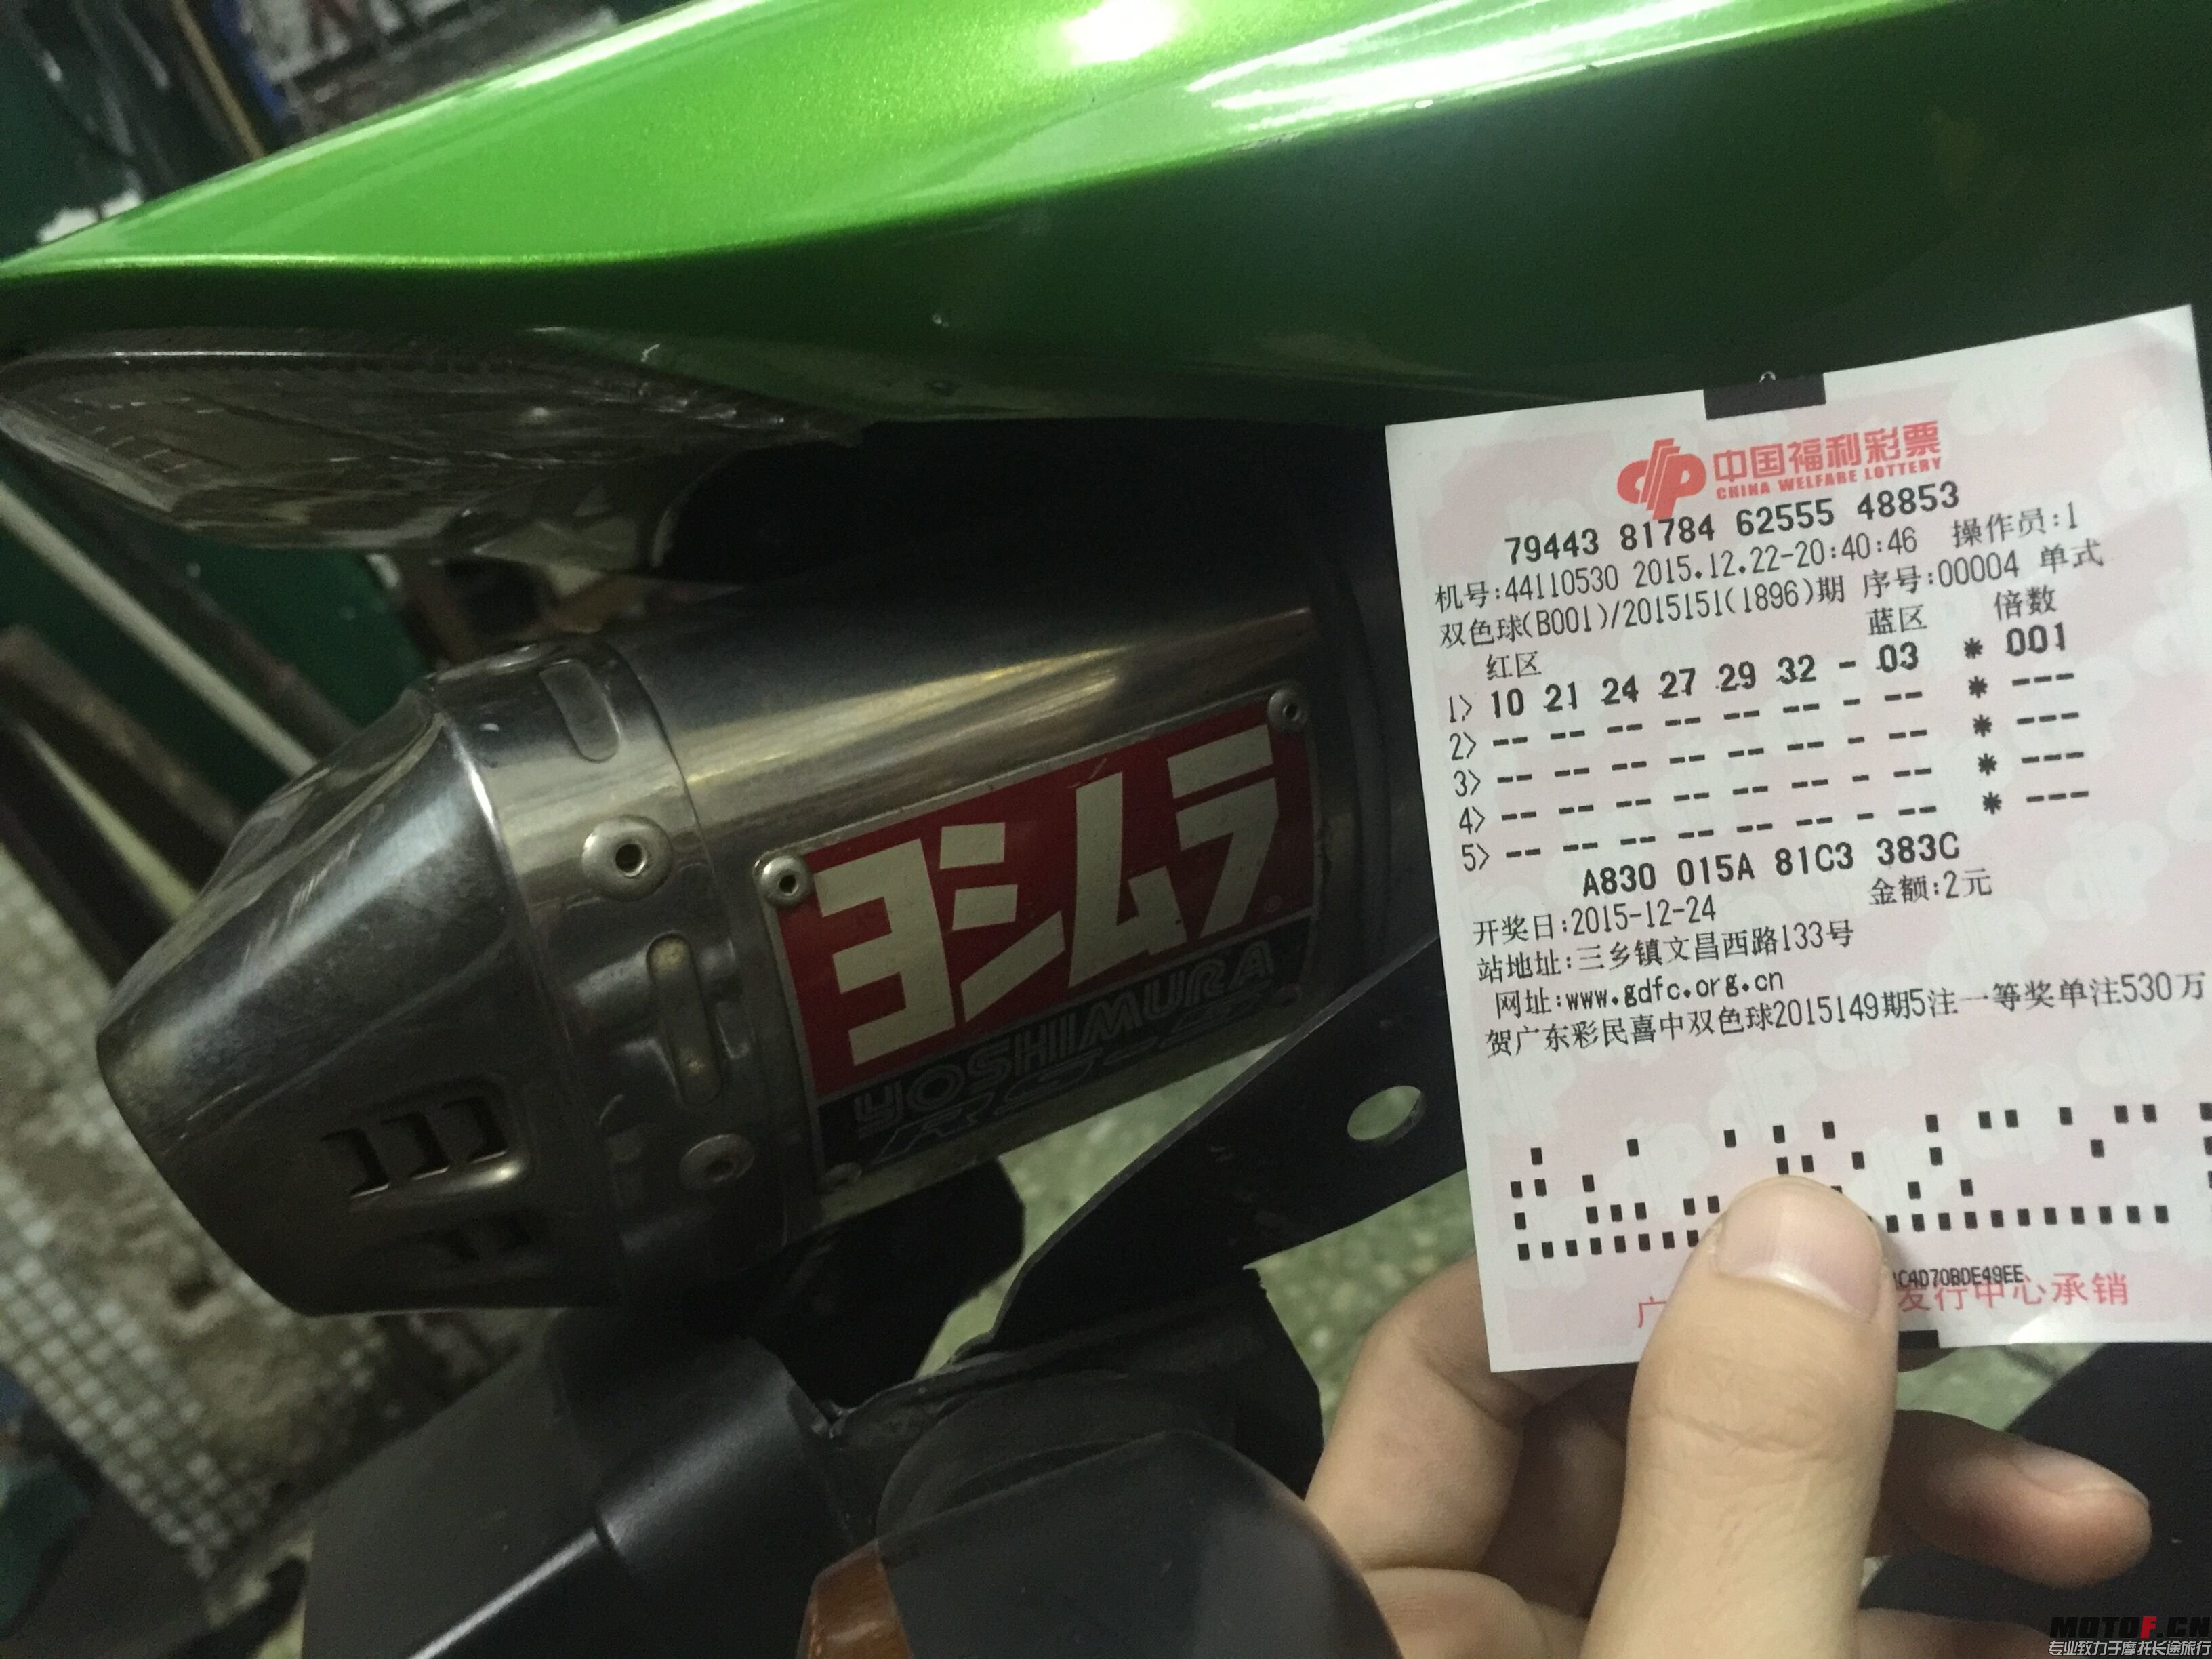 ヨシムラ
YOSHIMURA
中国福利彩票
CHINA WELFARE LOTTERY
79443 81784 62555 48853
机号:44110530 2015.12.22-20:40:46 操作员:1
双色球(B001)/2015151(1896)期 序号:00004 单式
红区 蓝区 倍数
1> 10 21 24 27 29 32 - 03 * 001
2> -- -- -- -- -- -- - -- * ---
3> -- -- -- -- -- -- - -- * ---
4> -- -- -- -- -- -- - -- * ---
5> -- -- -- -- -- -- - -- * ---
A830 015A 81C3 383C
金额:2元
开奖日:2015-12-24
站地址:三乡镇文昌西路133号
网址:www.gdfc.org.cn
贺广东彩民喜中双色球2015149期5注一等奖单注530万
C4D70BDE49EE
广 发行中心承销
MOTOF.CN
专业致力于摩托长途旅行